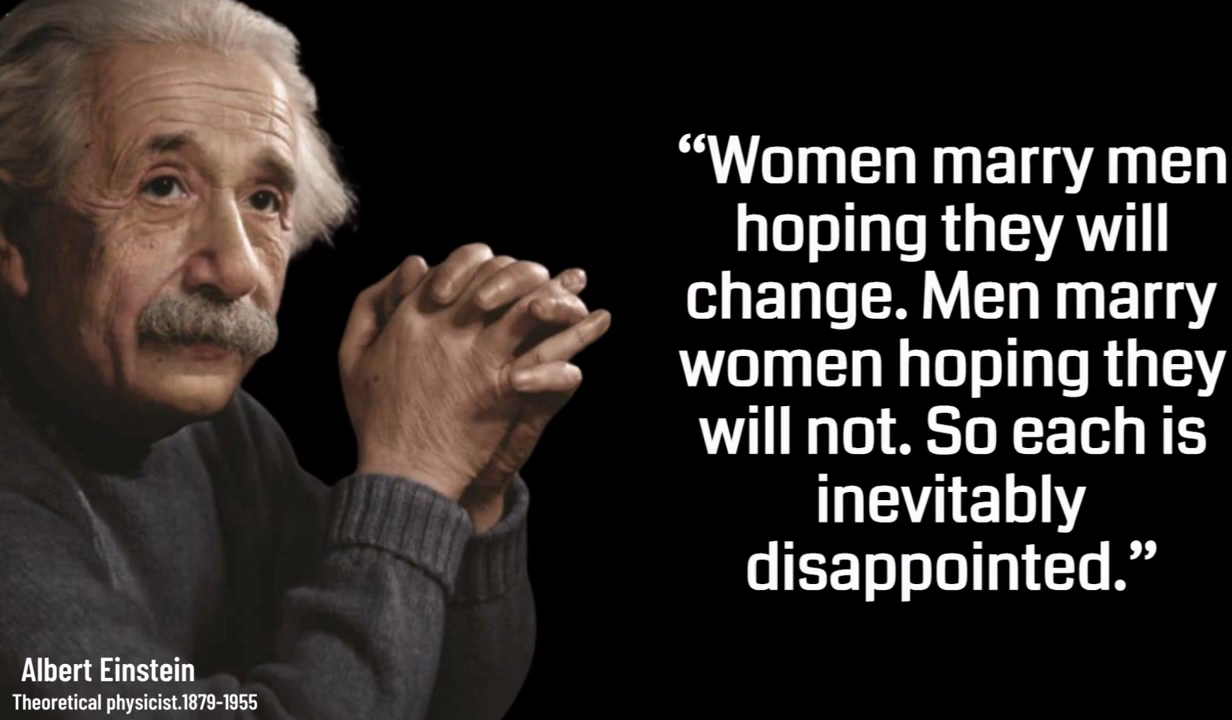 “Women marry men
hoping they will
change. Men marry
women hoping they
will not. So each is
inevitably
disappointed.”
Albert Einstein
Theoretical physicist.1879-1955